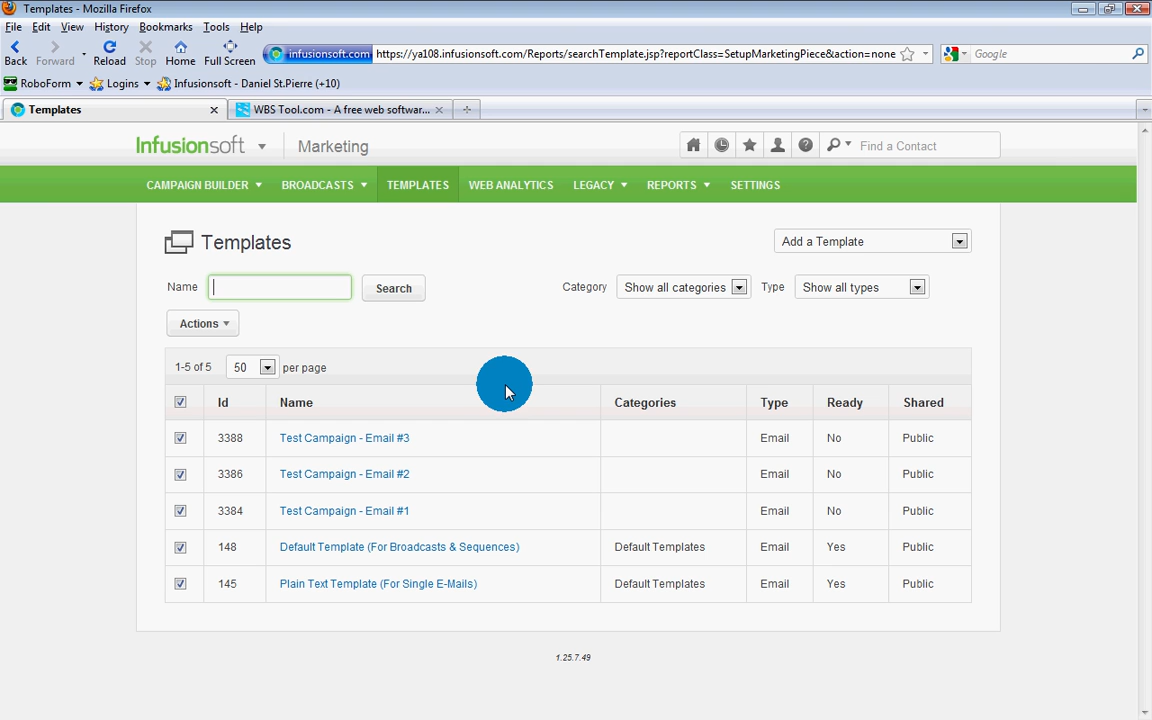 Templates - Mozilla Firefox
File Edit View History Bookmarks Tools Help
Back Forward Reload Stop Home Full Screen infusionsoft.com https://ya108.infusionsoft.com/Reports/searchTemplate.jsp?reportClass=SetupMarketingPiece&action=none Google
RoboForm Logins Infusionsoft - Daniel St.Pierre (+10)
Templates WBS Tool.com - A free web softwar...
Infusionsoft Marketing Find a Contact
CAMPAIGN BUILDER BROADCASTS TEMPLATES WEB ANALYTICS LEGACY REPORTS SETTINGS
Templates Add a Template
Name Search Category Show all categories Type Show all types
Actions
1-5 of 5 50 per page
Id Name Categories Type Ready Shared
3388 Test Campaign - Email #3 Email No Public
3386 Test Campaign - Email #2 Email No Public
3384 Test Campaign - Email #1 Email No Public
148 Default Template (For Broadcasts & Sequences) Default Templates Email Yes Public
145 Plain Text Template (For Single E-Mails) Default Templates Email Yes Public
1.25.7.49